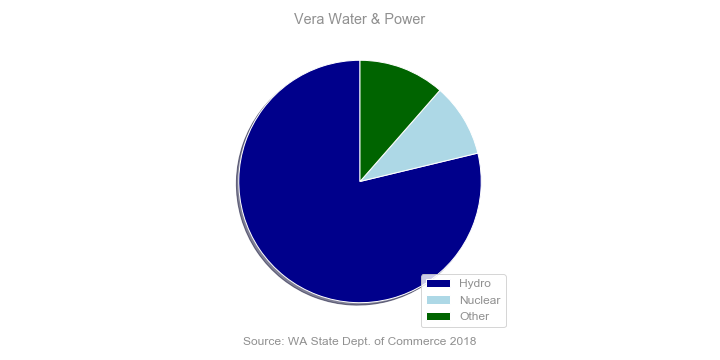 Vera Water & Power
Hydro
Nuclear
Other
Source: WA State Dept. of Commerce 2018